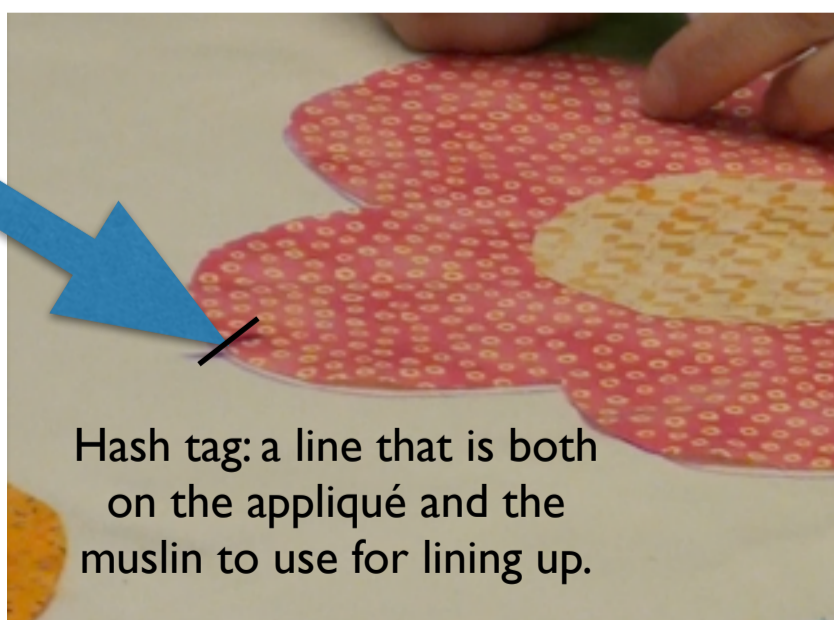 Hash tag: a line that is both
on the appliqué and the
muslin to use for lining up.